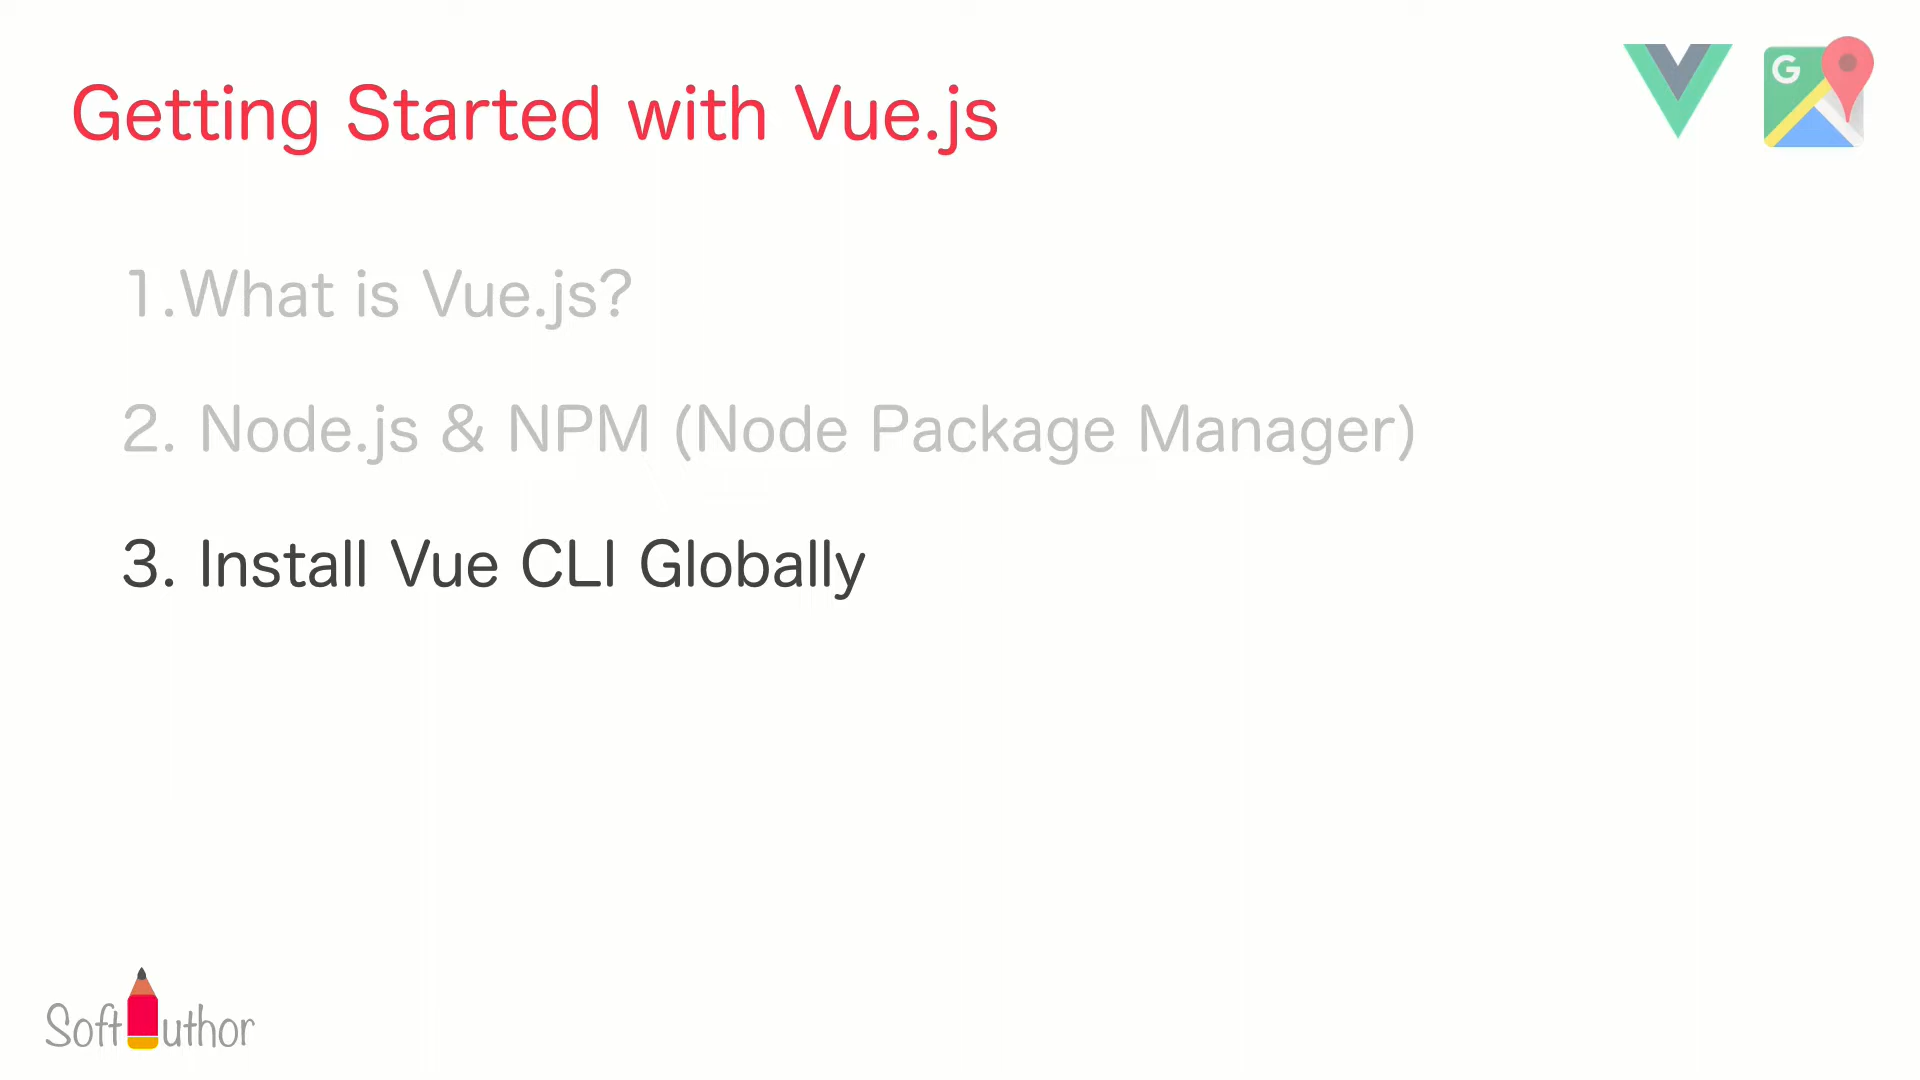 Getting Started with Vue.js
G
1.What is Vue.js?
2. Node.js & NPM (Node Package Manager)
3. Install Vue CLI Globally
Soft uthor